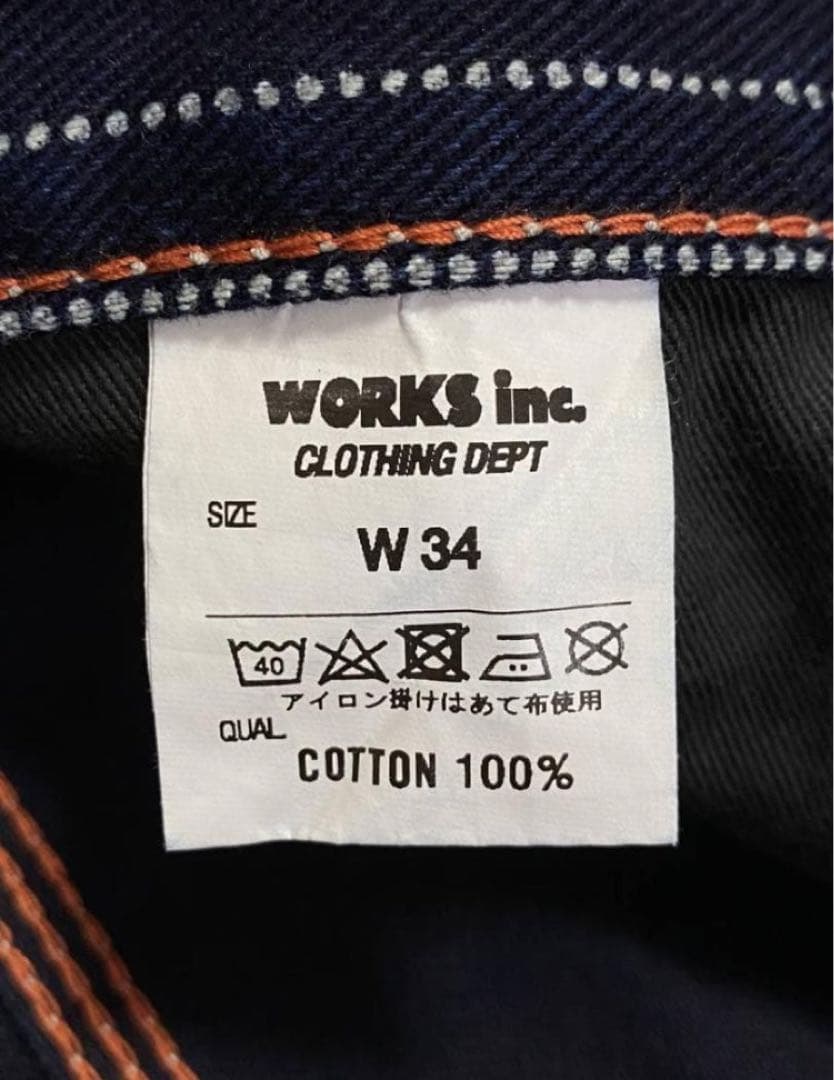 WORKS inc.
CLOTHING DEPT
SIZE
W 34
40
アイロン掛けはあて布使用
QUAL
COTTON 100%